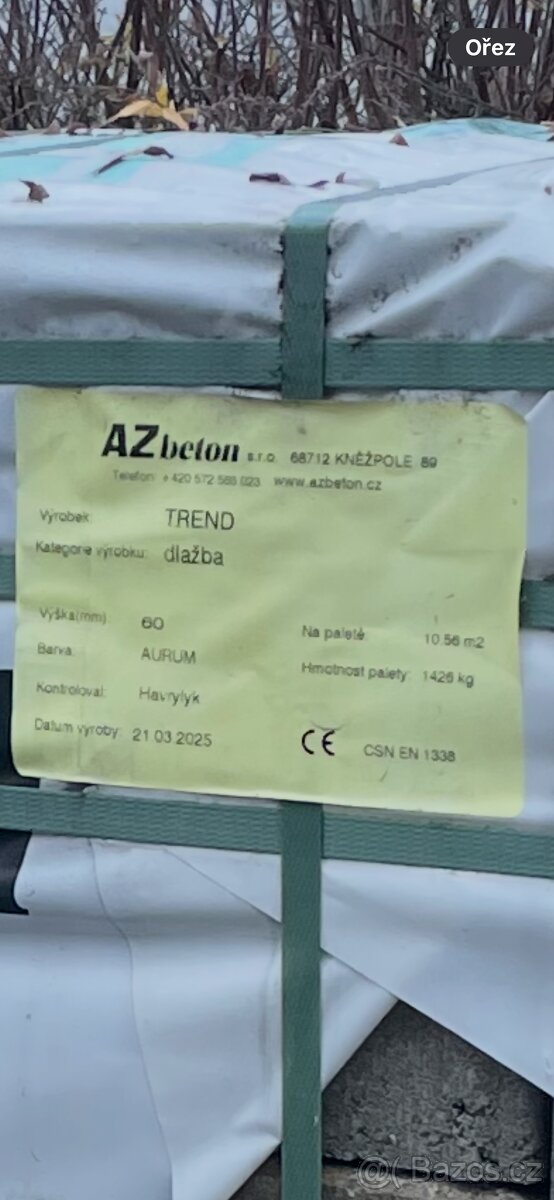 Ořez
AZ beton s.r.o. 68712 KNĚŽPOLE 89
Telefon: +420 572 588 023 www.azbeton.cz
Výrobek: TREND
Kategorie výrobku: dlažba
Výška(mm): 60 Na paletě: 10.56 m2
Barva: AURUM Hmotnost palety: 1426 kg
Kontroloval: Havrylyk
Datum výroby: 21 03 2025 CE CSN EN 1338
@( Bazos.cz